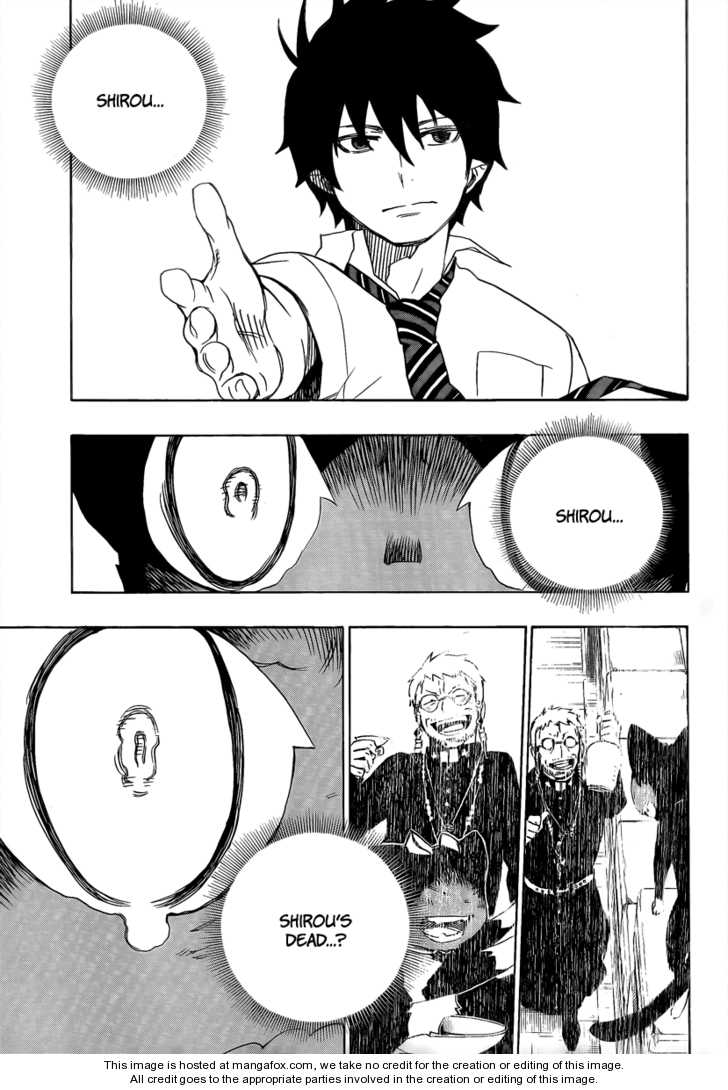 SHIROU...
SHIROU...
SHIROU'S
DEAD...?
This image is hosted at mangafox.com, we take no credit for the creation or editing of this image.
All credit goes to the appropriate parties involved in the creation or editing of this image.